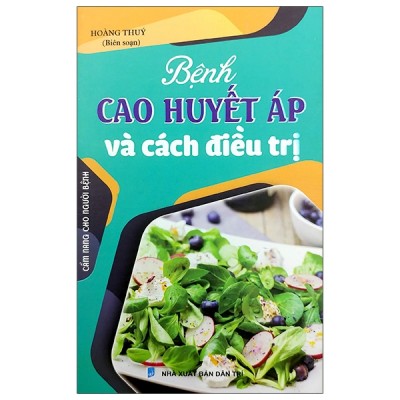 HOÀNG THUÝ
(Biên soạn)
Bệnh
CAO HUYẾT ÁP
và cách điều trị
CẨM NANG CHO NGƯỜI BỆNH
NHÀ XUẤT BẢN DÂN TRÍ